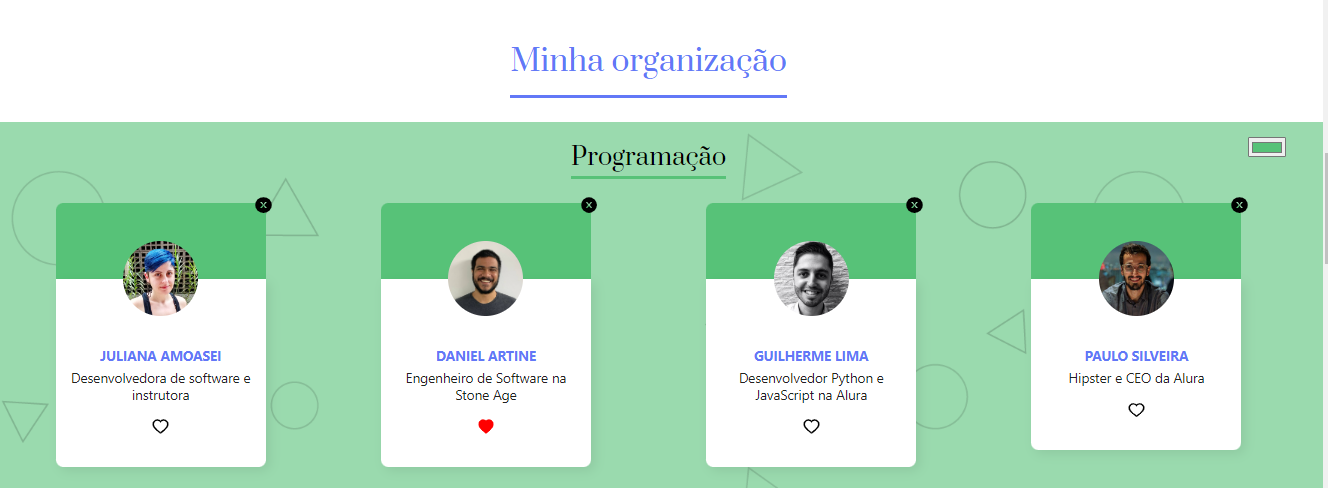 Minha organização
Programação
x
x
x
x
JULIANA AMOASEI
Desenvolvedora de software e
instrutora
DANIEL ARTINE
Engenheiro de Software na
Stone Age
GUILHERME LIMA
Desenvolvedor Python e
JavaScript na Alura
PAULO SILVEIRA
Hipster e CEO da Alura